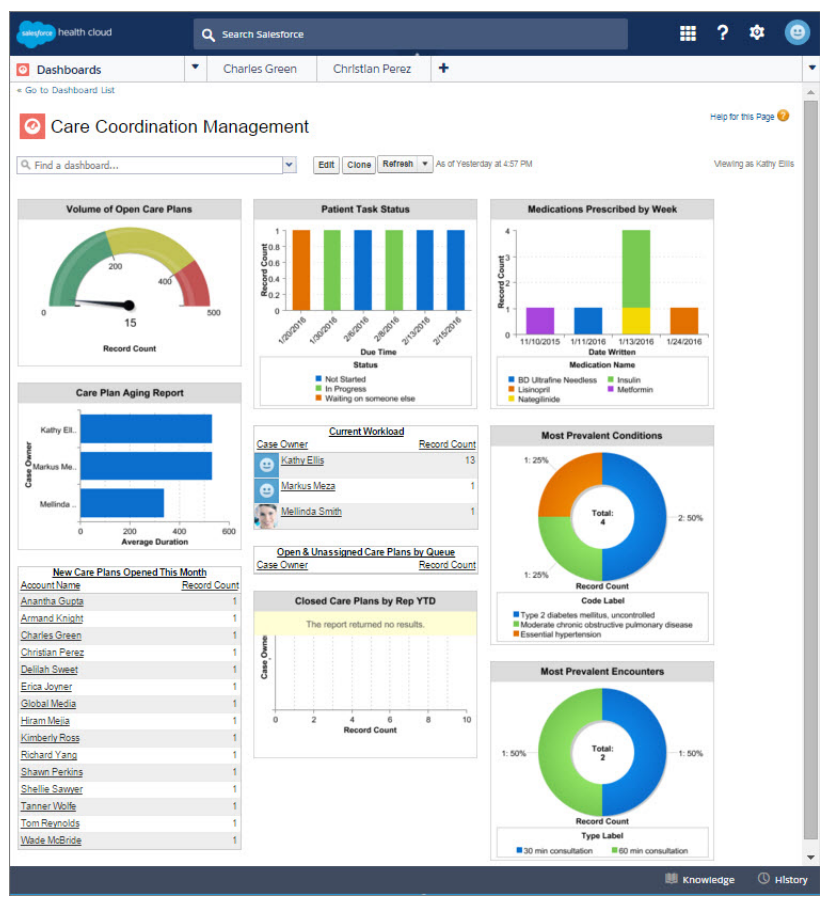 salesforce health cloud
Search Salesforce
Dashboards
Charles Green
Christian Perez
« Go to Dashboard List
Care Coordination Management
Help for this Page
Find a dashboard...
Edit Clone Refresh As of Yesterday at 4:57 PM
Viewing as Kathy Ellis
Volume of Open Care Plans
0
200
400
500
15
Record Count
Patient Task Status
Record Count
1
0.8
0.6
0.4
0.2
0
1/20/2016 1/30/2016 2/6/2016 2/8/2016 2/13/2016 2/15/2016
Due Time
Status
Not Started
In Progress
Waiting on someone else
Medications Prescribed by Week
Record Count
4
3
2
1
0
11/10/2015 1/11/2016 1/13/2016 1/24/2016
Date Written
Medication Name
BD Ultrafine Needless Insulin
Lisinopril Metformin
Nateglinide
Care Plan Aging Report
Case Owner
Kathy Ell..
Markus Me..
Mellinda ..
0 200 400 600
Average Duration
Current Workload
Case Owner Record Count
Kathy Ellis 13
Markus Meza 1
Mellinda Smith 1
Most Prevalent Conditions
1: 25%
2: 50%
1: 25%
Total:
4
Record Count
Code Label
Type 2 diabetes mellitus, uncontrolled
Moderate chronic obstructive pulmonary disease
Essential hypertension
Open & Unassigned Care Plans by Queue
Case Owner Record Count
New Care Plans Opened This Month
Account Name Record Count
Anantha Gupta 1
Armand Knight 1
Charles Green 1
Christian Perez 1
Delilah Sweet 1
Erica Joyner 1
Global Media 1
Hiram Mejia 1
Kimberly Ross 1
Richard Yang 1
Shawn Perkins 1
Shellie Sawyer 1
Tanner Wolfe 1
Tom Reynolds 1
Wade McBride 1
Closed Care Plans by Rep YTD
The report returned no results.
Case Owner
0 2 4 6 8 10
Record Count
Most Prevalent Encounters
1: 50%
Total:
2
1: 50%
Record Count
Type Label
30 min consultation 60 min consultation
Knowledge
History